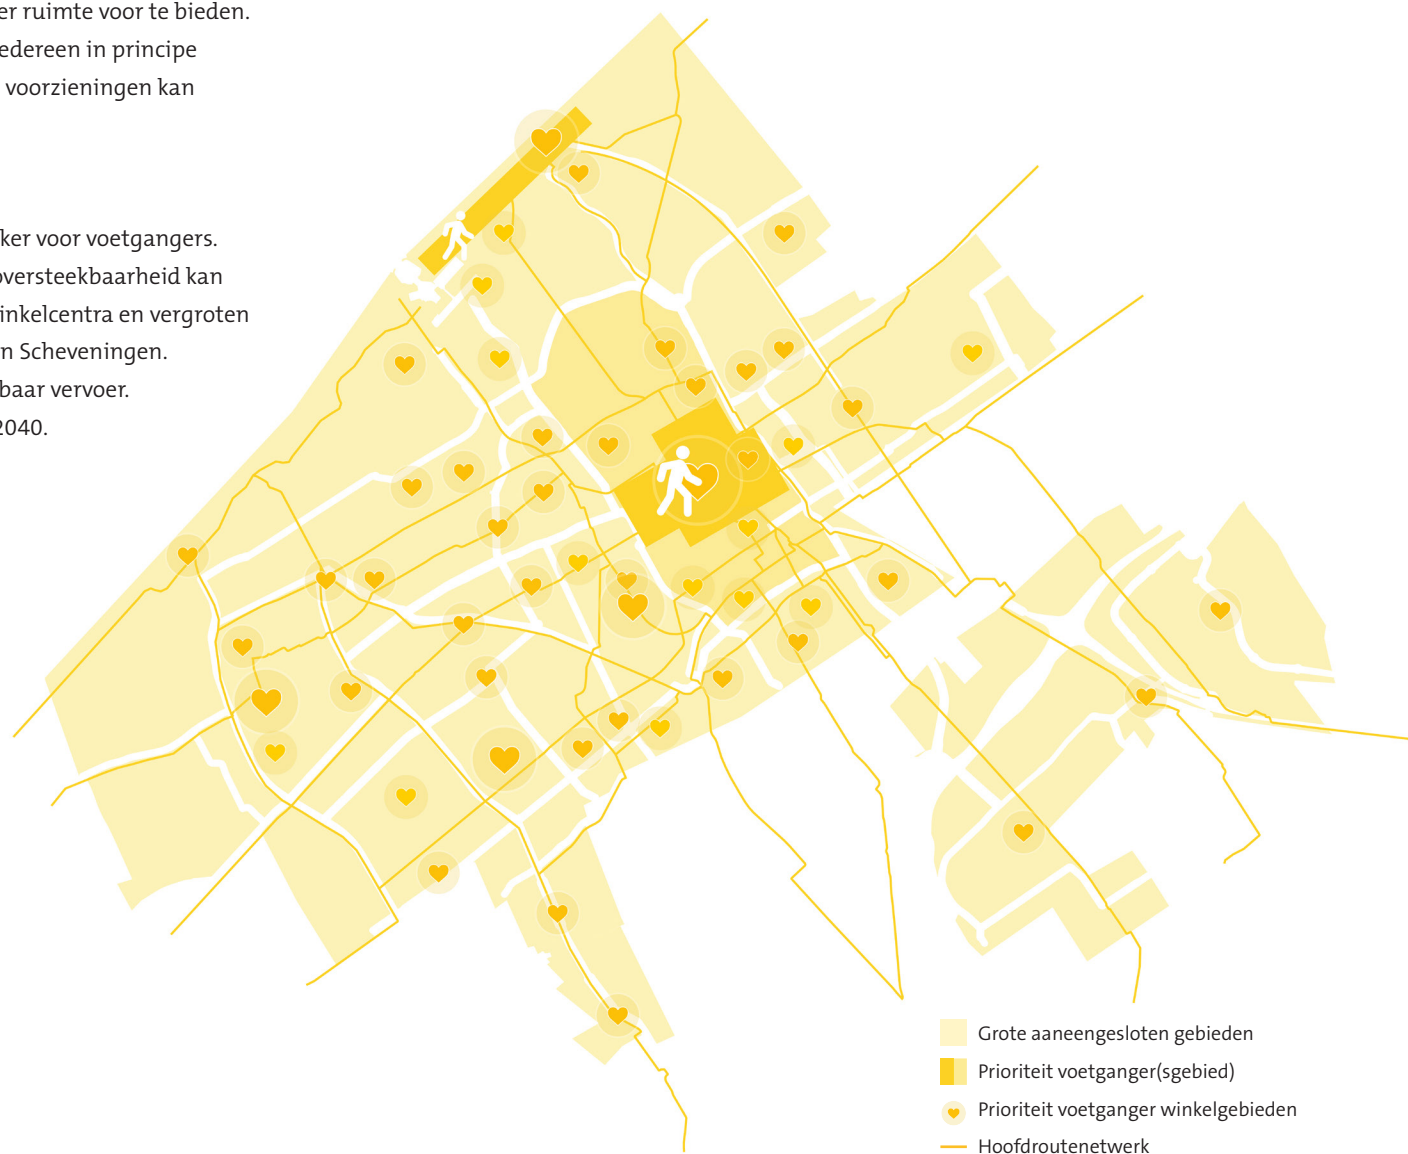 er ruimte voor te bieden.
edereen in principe
voorzieningen kan
ker voor voetgangers.
oversteekbaarheid kan
inkelcentra en vergroten
n Scheveningen.
baar vervoer.
2040.
Grote aaneengesloten gebieden
Prioriteit voetganger(sgebied)
Prioriteit voetganger winkelgebieden
Hoofdroutenetwerk